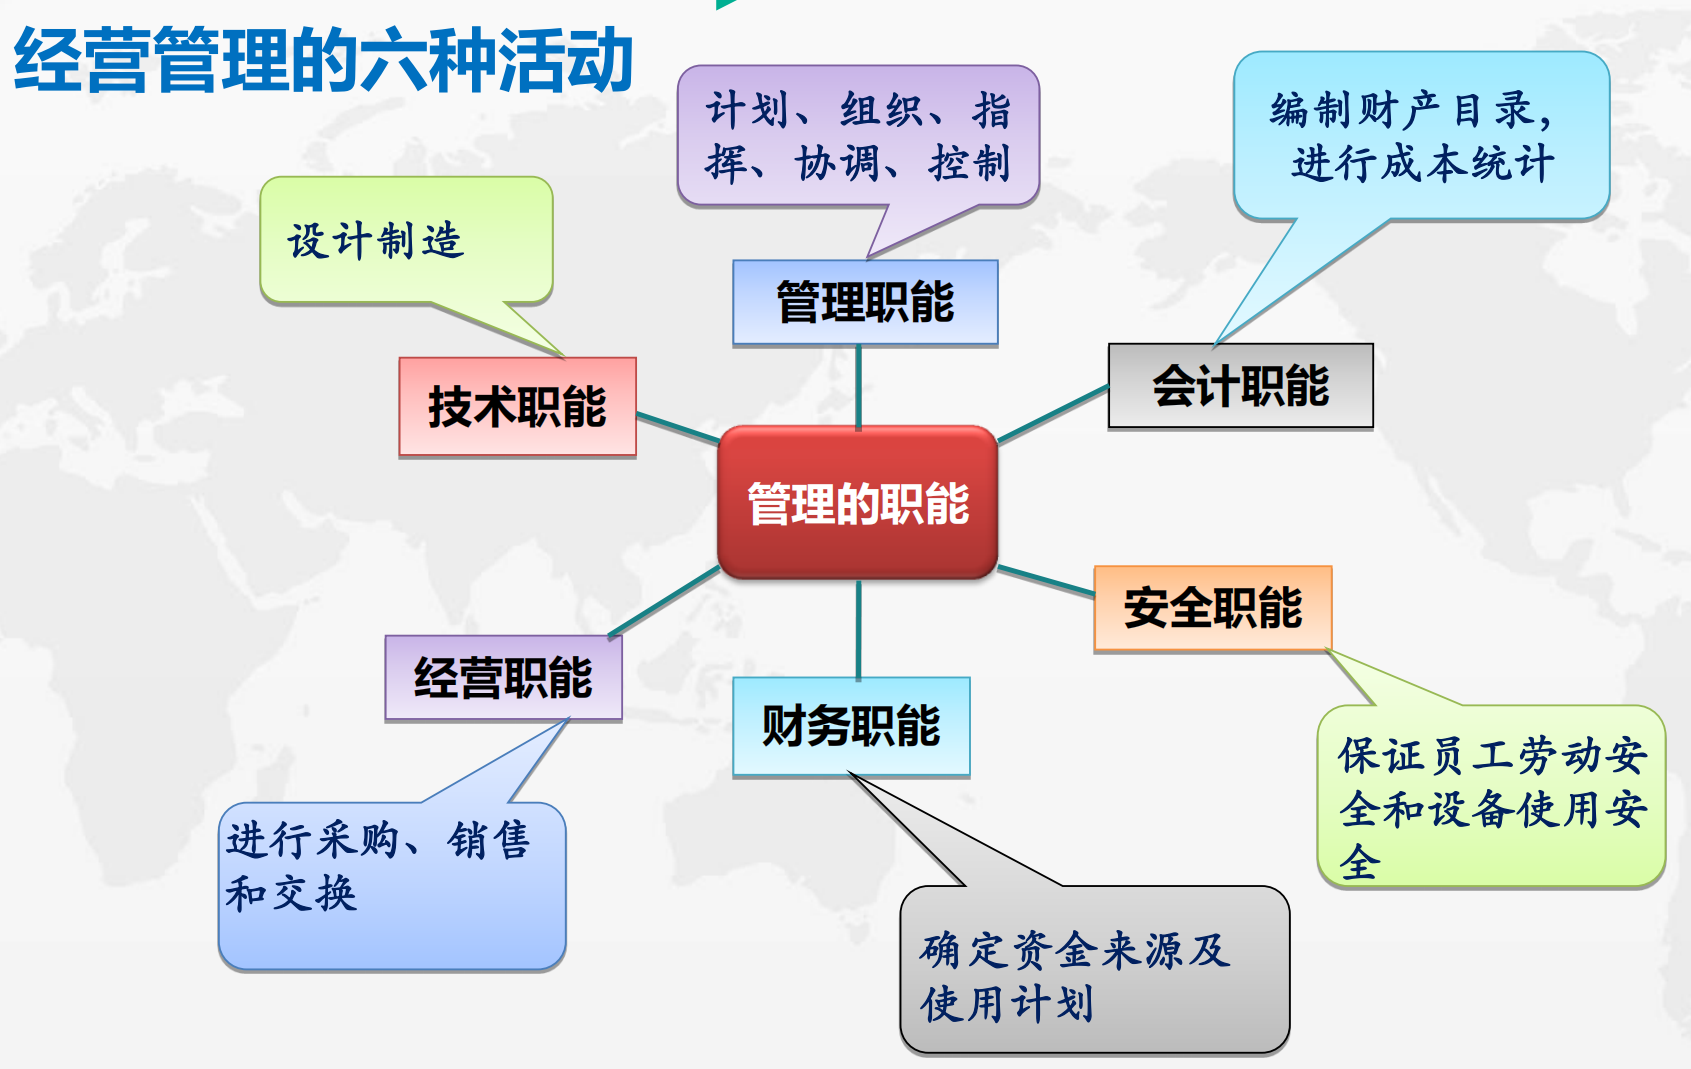 经营管理的六种活动
计划、组织、指
挥、协调、控制
编制财产目录，
进行成本统计
设计制造
管理职能
会计职能
技术职能
管理的职能
安全职能
经营职能
财务职能
保证员工劳动安
全和设备使用安
全
进行采购、销售
和交换
确定资金来源及
使用计划